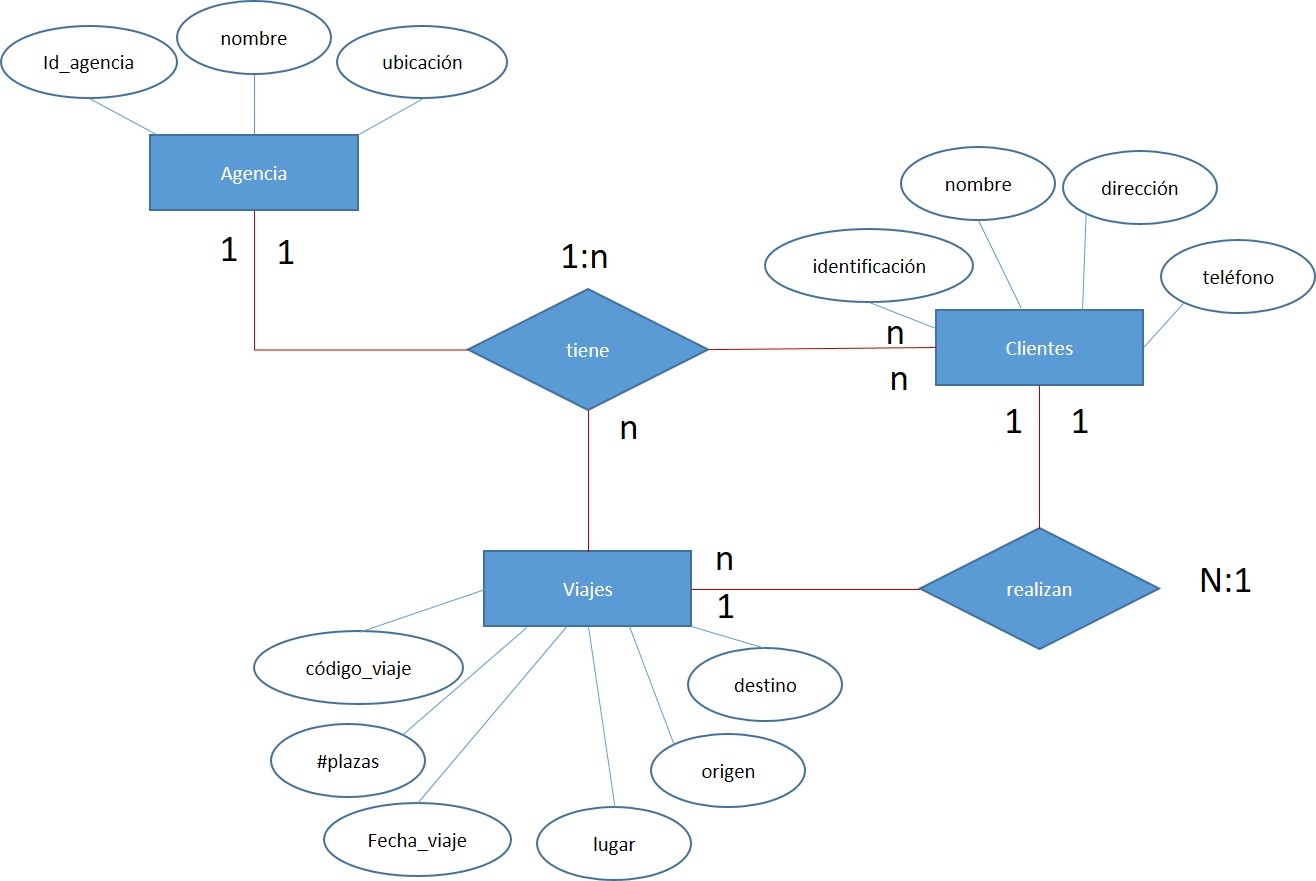 Id_agencia
nombre
ubicación
Agencia
1 1
1:n
nombre
dirección
identificación
teléfono
tiene
n
n
Clientes
n
1 1
Viajes
n
1
realizan
N:1
código_viaje
destino
#plazas
origen
Fecha_viaje
lugar